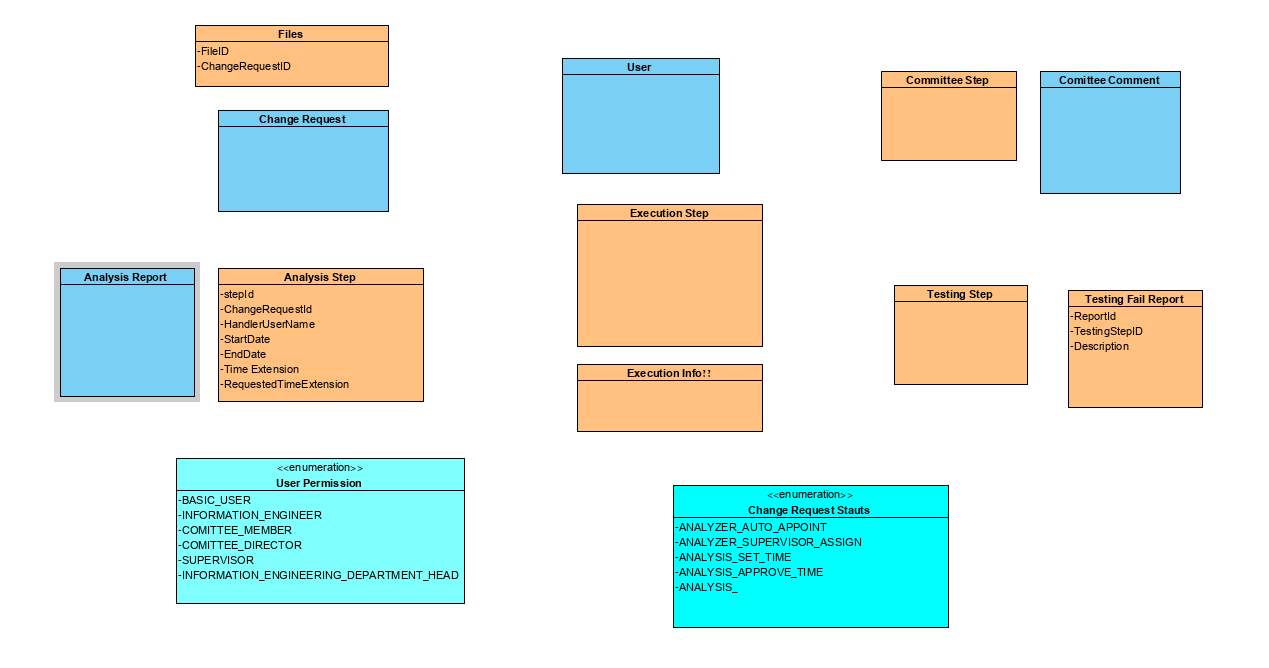 Files
-FileID
-ChangeRequestID
Change Request
User
Committee Step
Comittee Comment
Execution Step
Analysis Report
Analysis Step
-stepId
-ChangeRequestId
-HandlerUserName
-StartDate
-EndDate
-Time Extension
-RequestedTimeExtension
Testing Step
Testing Fail Report
-ReportId
-TestingStepID
-Description
Execution Info!!
<<enumeration>>
User Permission
-BASIC_USER
-INFORMATION_ENGINEER
-COMITTEE_MEMBER
-COMITTEE_DIRECTOR
-SUPERVISOR
-INFORMATION_ENGINEERING_DEPARTMENT_HEAD
<<enumeration>>
Change Request Stauts
-ANALYZER_AUTO_APPOINT
-ANALYZER_SUPERVISOR_ASSIGN
-ANALYSIS_SET_TIME
-ANALYSIS_APPROVE_TIME
-ANALYSIS_